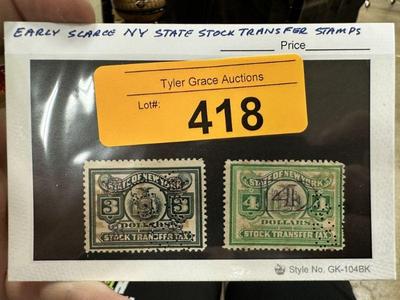 EARLY SCARCE NY STATE STOCK TRANSFER STAMPS
Price
Tyler Grace Auctions
Lot#:
418
STATE OF NEW YORK
3 3
DOLLARS
STOCK TRANSFER TAX
STATE OF NEW YORK
4 4
DOLLARS
STOCK TRANSFER TAX
Style No. GK-104BK